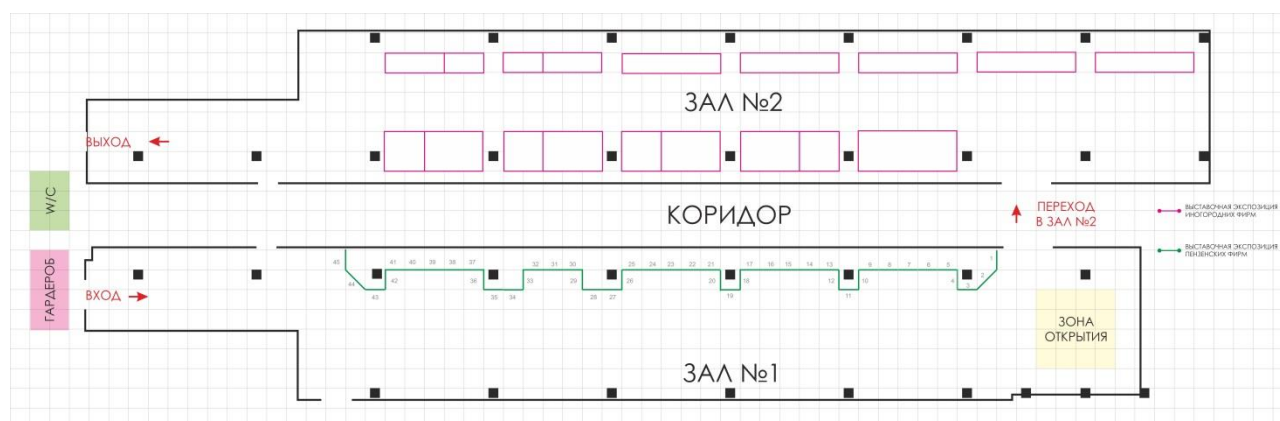 ЗАЛ №2
ВЫХОД
W/C
КОРИДОР
ПЕРЕХОД
В ЗАЛ №2
ВЫСТАВОЧНАЯ ЭКСПОЗИЦИЯ
ИНОГОРОДНИХ ФИРМ
ВЫСТАВОЧНАЯ ЭКСПОЗИЦИЯ
ПЕНЗЕНСКИХ ФИРМ
ГАРДЕРОБ
ВХОД
45 41 40 39 38 37 32 31 30 25 24 23 22 21 17 16 15 14 13 9 8 7 6 5 1
44 42 36 33 29 26 20 18 12 10 4 2
43 35 34 28 27 19 11 3
ЗОНА
ОТКРЫТИЯ
ЗАЛ №1